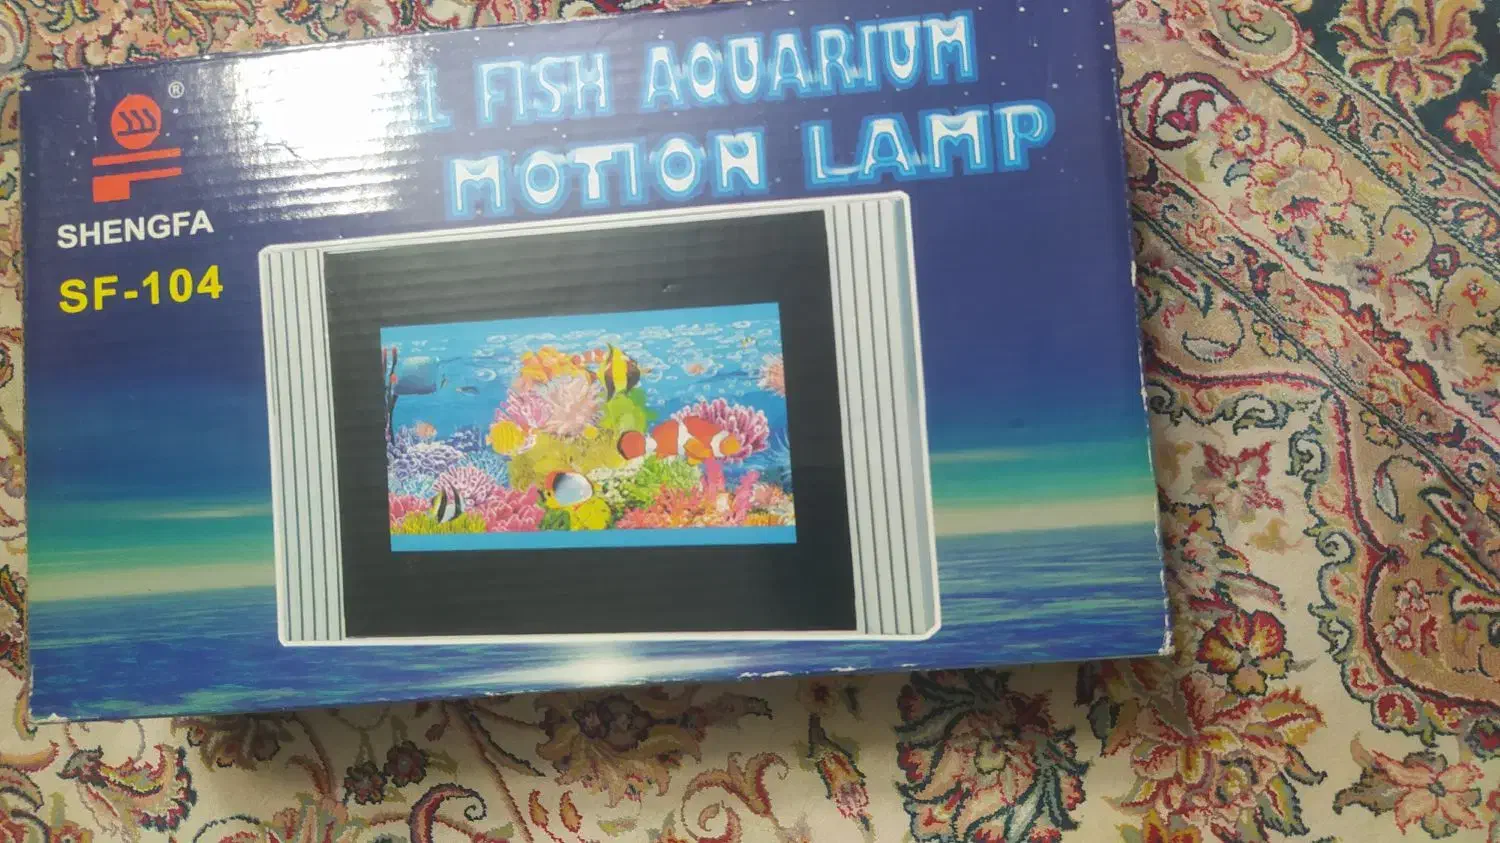 ®
FISH AQUARIUM
MOTION LAMP
SHENGFA
SF-104